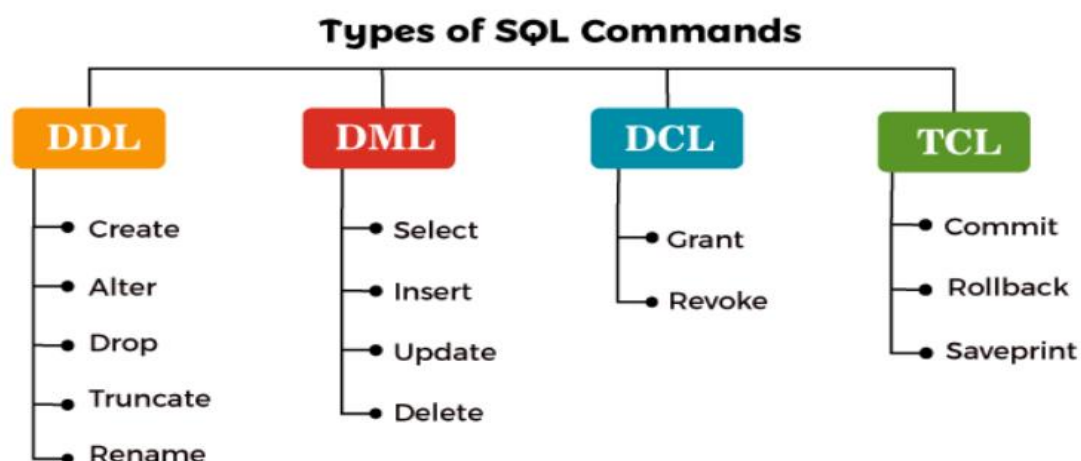 Types of SQL Commands
DDL
Create
Alter
Drop
Truncate
Rename
DML
Select
Insert
Update
Delete
DCL
Grant
Revoke
TCL
Commit
Rollback
Saveprint